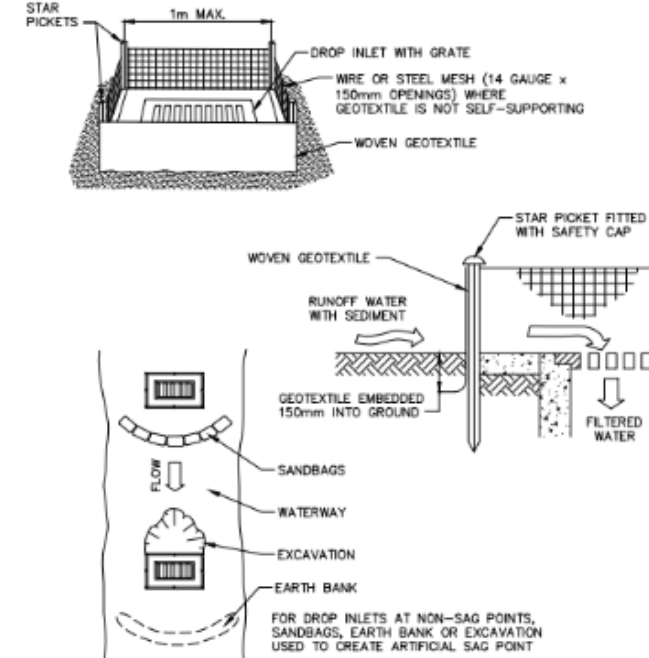 STAR
PICKETS
1m MAX.
DROP INLET WITH GRATE
WIRE OR STEEL MESH (14 GAUGE x
150mm OPENINGS) WHERE
GEOTEXTILE IS NOT SELF-SUPPORTING
WOVEN GEOTEXTILE
STAR PICKET FITTED
WITH SAFETY CAP
WOVEN GEOTEXTILE
RUNOFF WATER
WITH SEDIMENT
GEOTEXTILE EMBEDDED
150mm INTO GROUND
FILTERED
WATER
SANDBAGS
FLOW
WATERWAY
EXCAVATION
EARTH BANK
FOR DROP INLETS AT NON-SAG POINTS,
SANDBAGS, EARTH BANK OR EXCAVATION
USED TO CREATE ARTIFICIAL SAG POINT